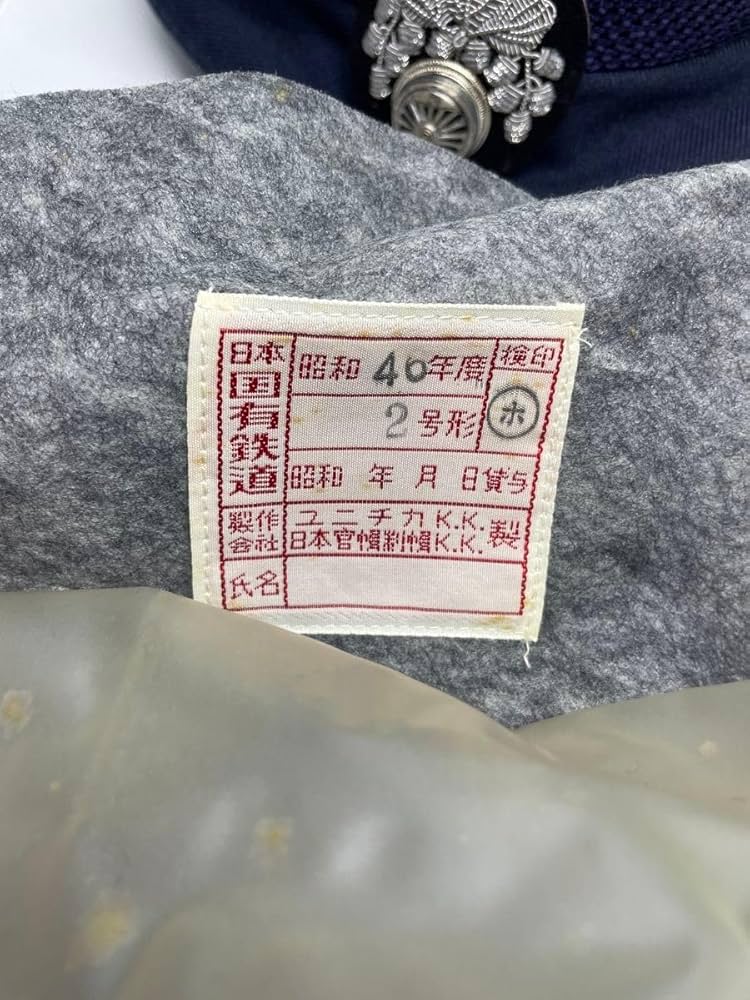 日本国有鉄道
昭和 46年度
2号形
検印
ホ
昭和 年 月 日貸与
製作会社
ユニチカK.K.
日本官帽制帽K.K.
製
氏名